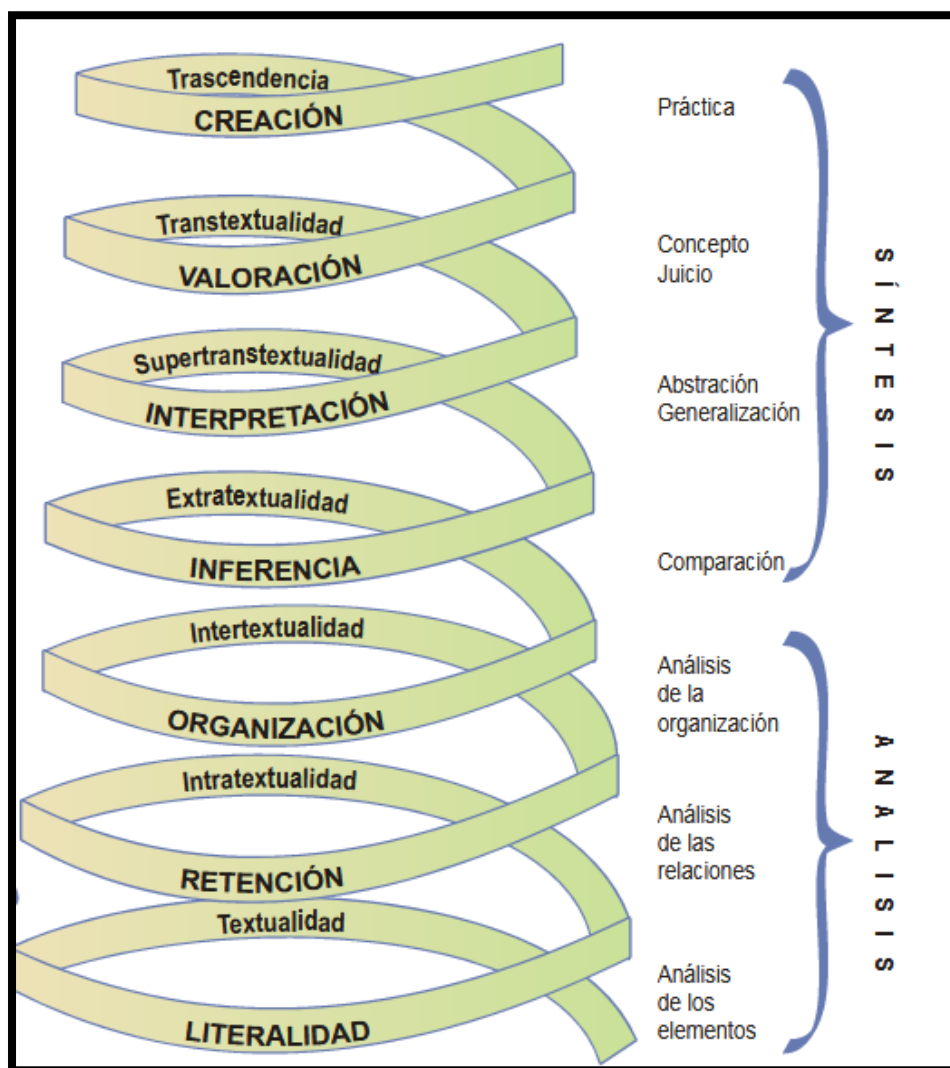 Trascendencia
CREACIÓN
Práctica
Transtextualidad
VALORACIÓN
Concepto
Juicio
Supertranstextualidad
INTERPRETACIÓN
Abstración
Generalización
Extratextualidad
INFERENCIA
Comparación
SÍNTESIS
Intertextualidad
ORGANIZACIÓN
Análisis
de la
organización
Intratextualidad
RETENCIÓN
Análisis
de las
relaciones
Textualidad
LITERALIDAD
Análisis
de los
elementos
ANALISIS